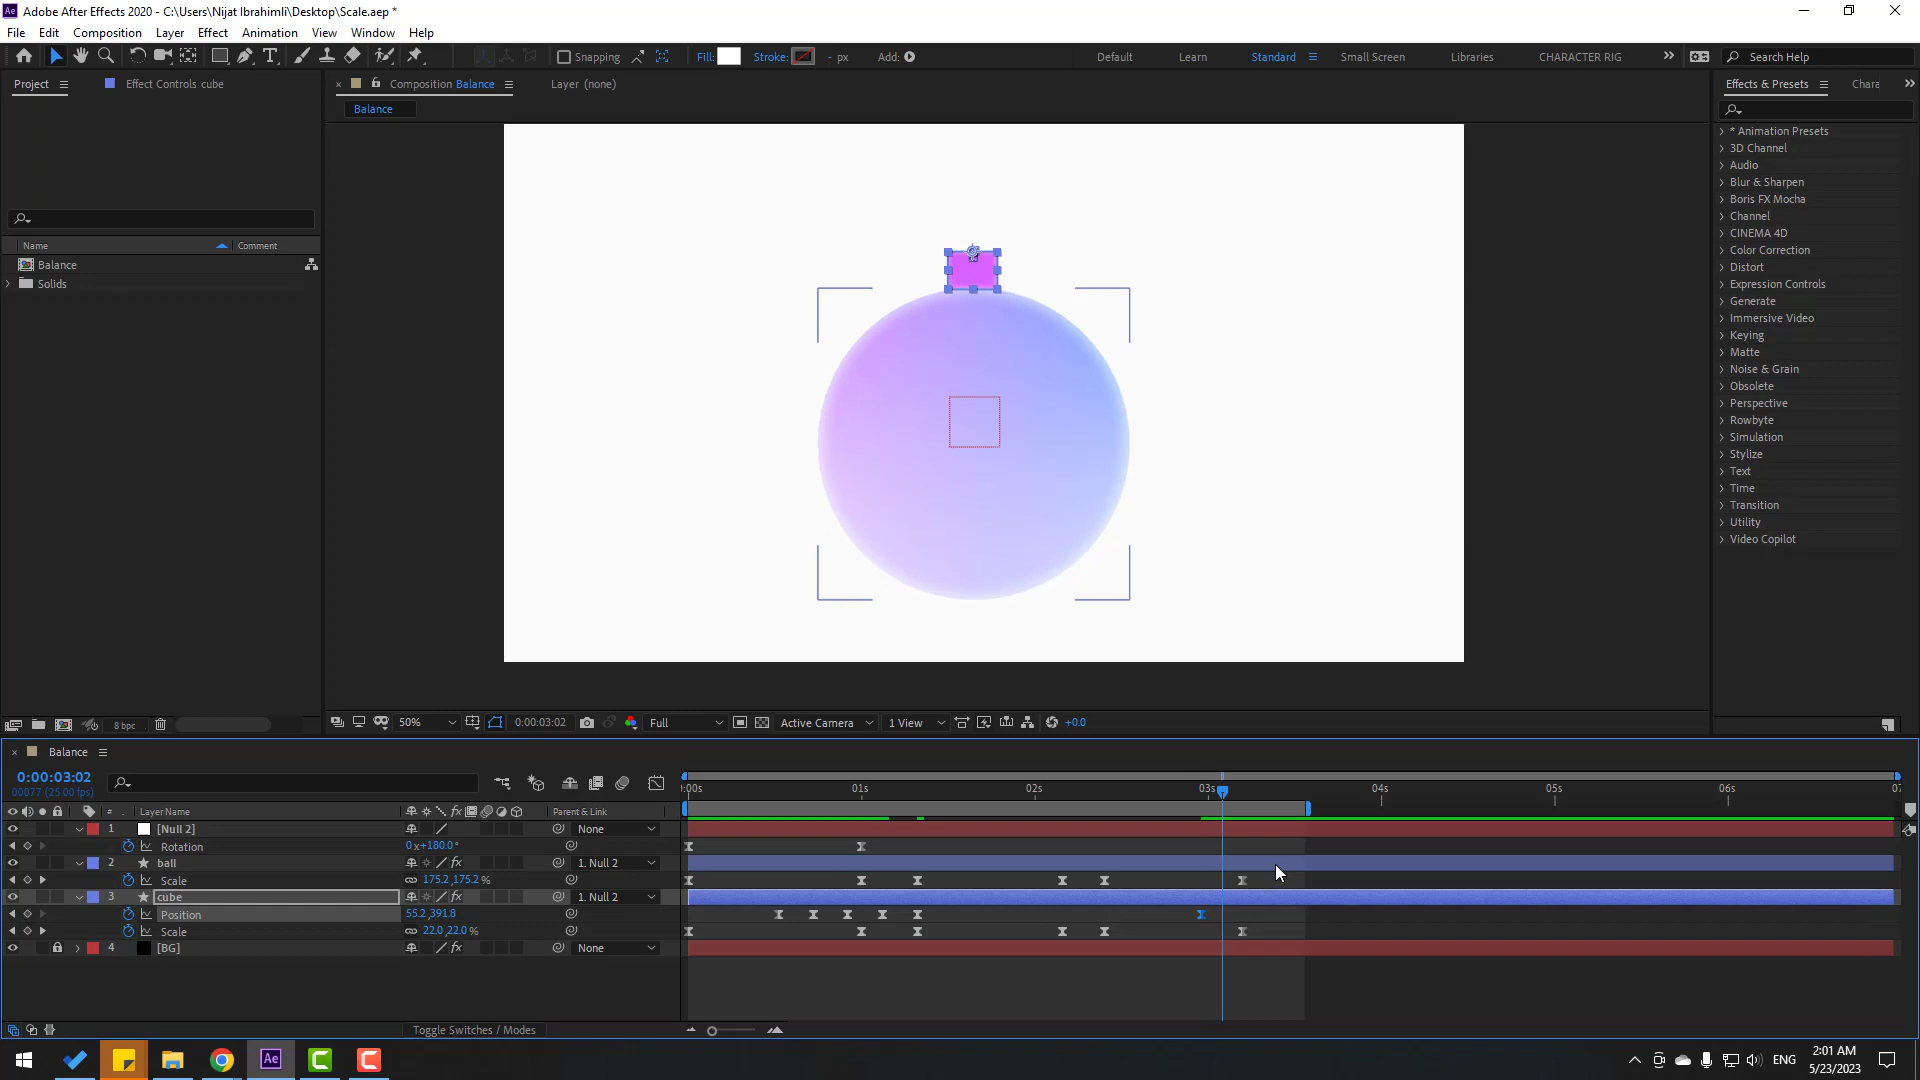 Adobe After Effects 2020 - C:\Users\Nijat Ibrahimli\Desktop\Scale.aep *
File Edit Composition Layer Effect Animation View Window Help
Snapping Fill: Stroke: - px Add: Default Learn Standard Small Screen Libraries CHARACTER RIG Search Help
Project Effect Controls cube
Composition Balance Layer (none)
Balance
Name Comment
Balance
Solids
Effects & Presets Chara
* Animation Presets
3D Channel
Audio
Blur & Sharpen
Boris FX Mocha
Channel
CINEMA 4D
Color Correction
Distort
Expression Controls
Generate
Immersive Video
Keying
Matte
Noise & Grain
Obsolete
Perspective
Rowbyte
Simulation
Stylize
Text
Time
Transition
Utility
Video Copilot
8 bpc
50% 0:00:03:02 Full Active Camera 1 View +0.0
Balance
0:00:03:02
00077 (25.00 fps)
:00s 01s 02s 03s 04s 05s 06s 07
# . Layer Name Parent & Link
1 [Null 2] None
Rotation 0x+180.0°
2 ball 1. Null 2
Scale 175.2,175.2%
3 cube 1. Null 2
Position 55.2,391.8
Scale 22.0,22.0%
4 [BG] None
Toggle Switches / Modes
ENG 2:01 AM
5/23/2023